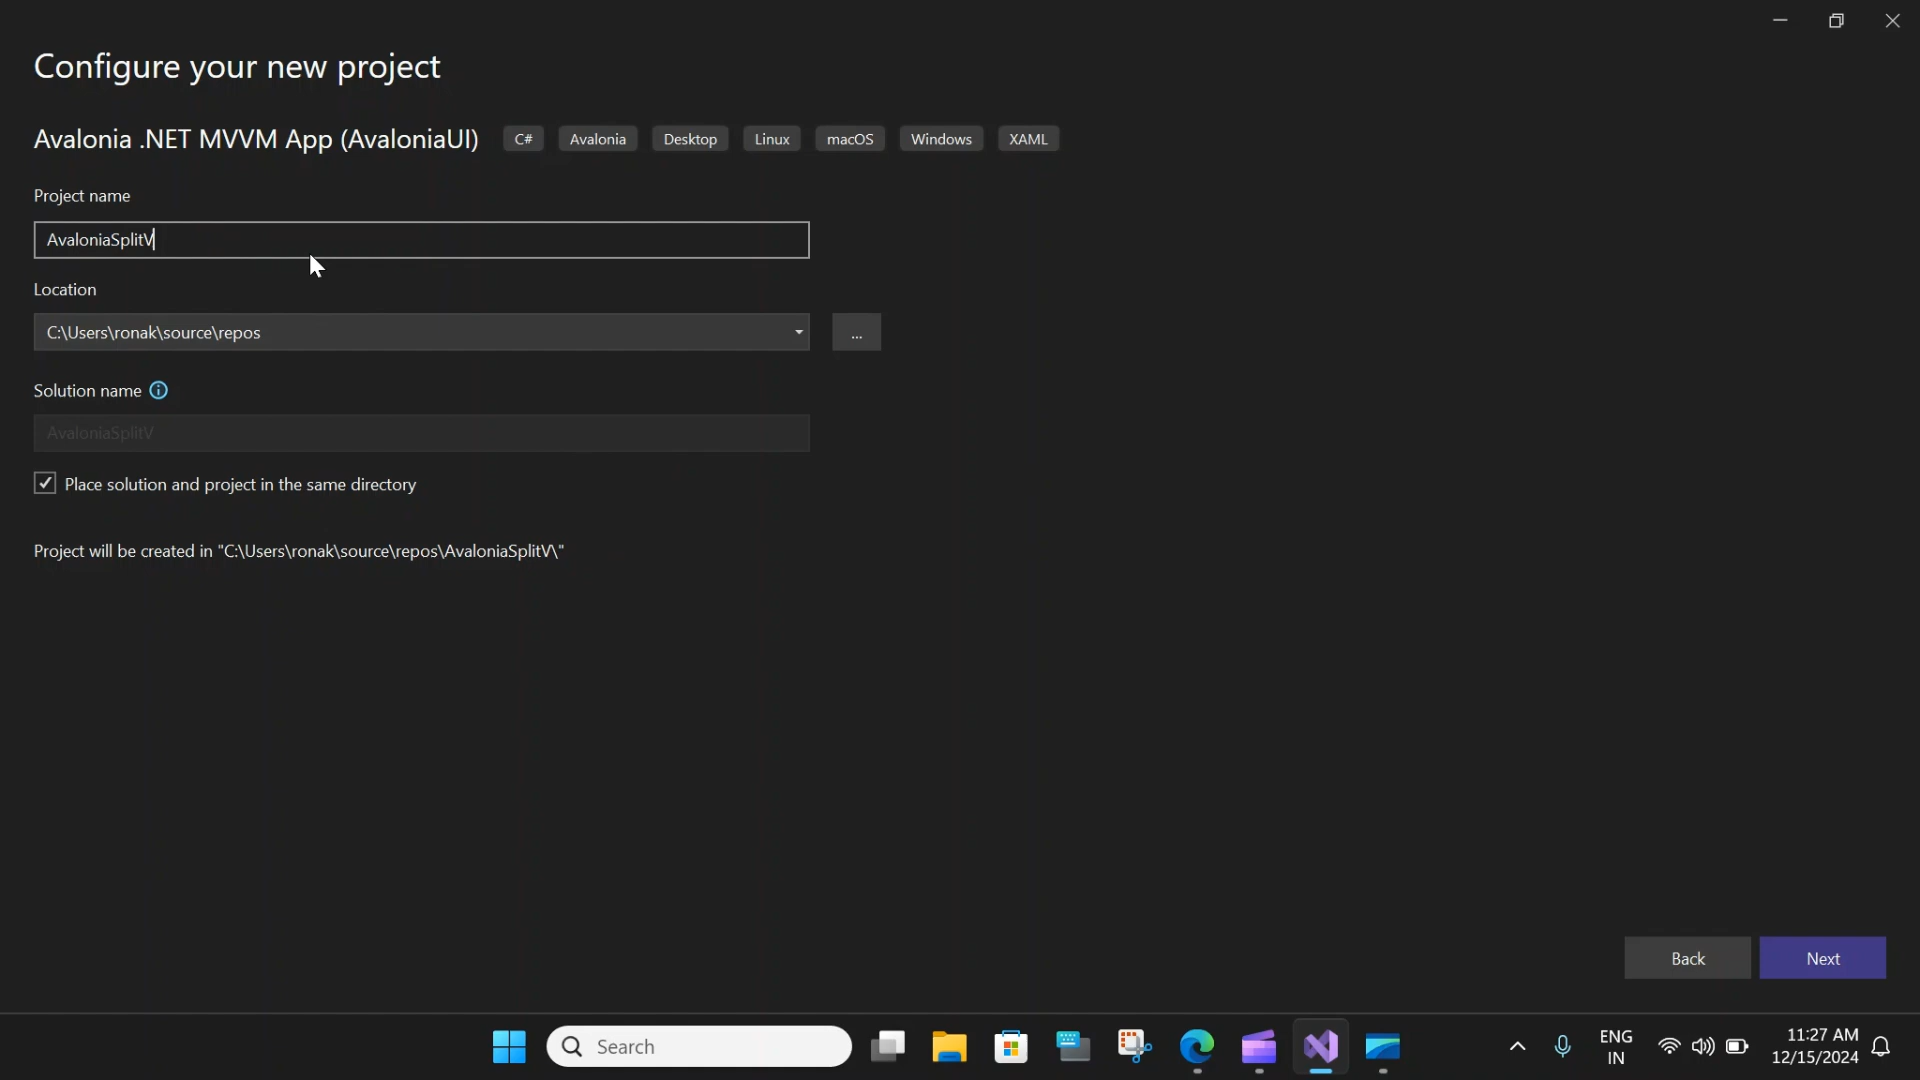 Configure your new project
Avalonia .NET MVVM App (AvaloniaUI) C# Avalonia Desktop Linux macOS Windows XAML
Project name
AvaloniaSplitV
Location
C:\Users\ronak\source\repos
...
Solution name
AvaloniaSplitV
Place solution and project in the same directory
Project will be created in "C:\Users\ronak\source\repos\AvaloniaSplitV\"
Back Next
Search
ENG
IN
11:27 AM
12/15/2024